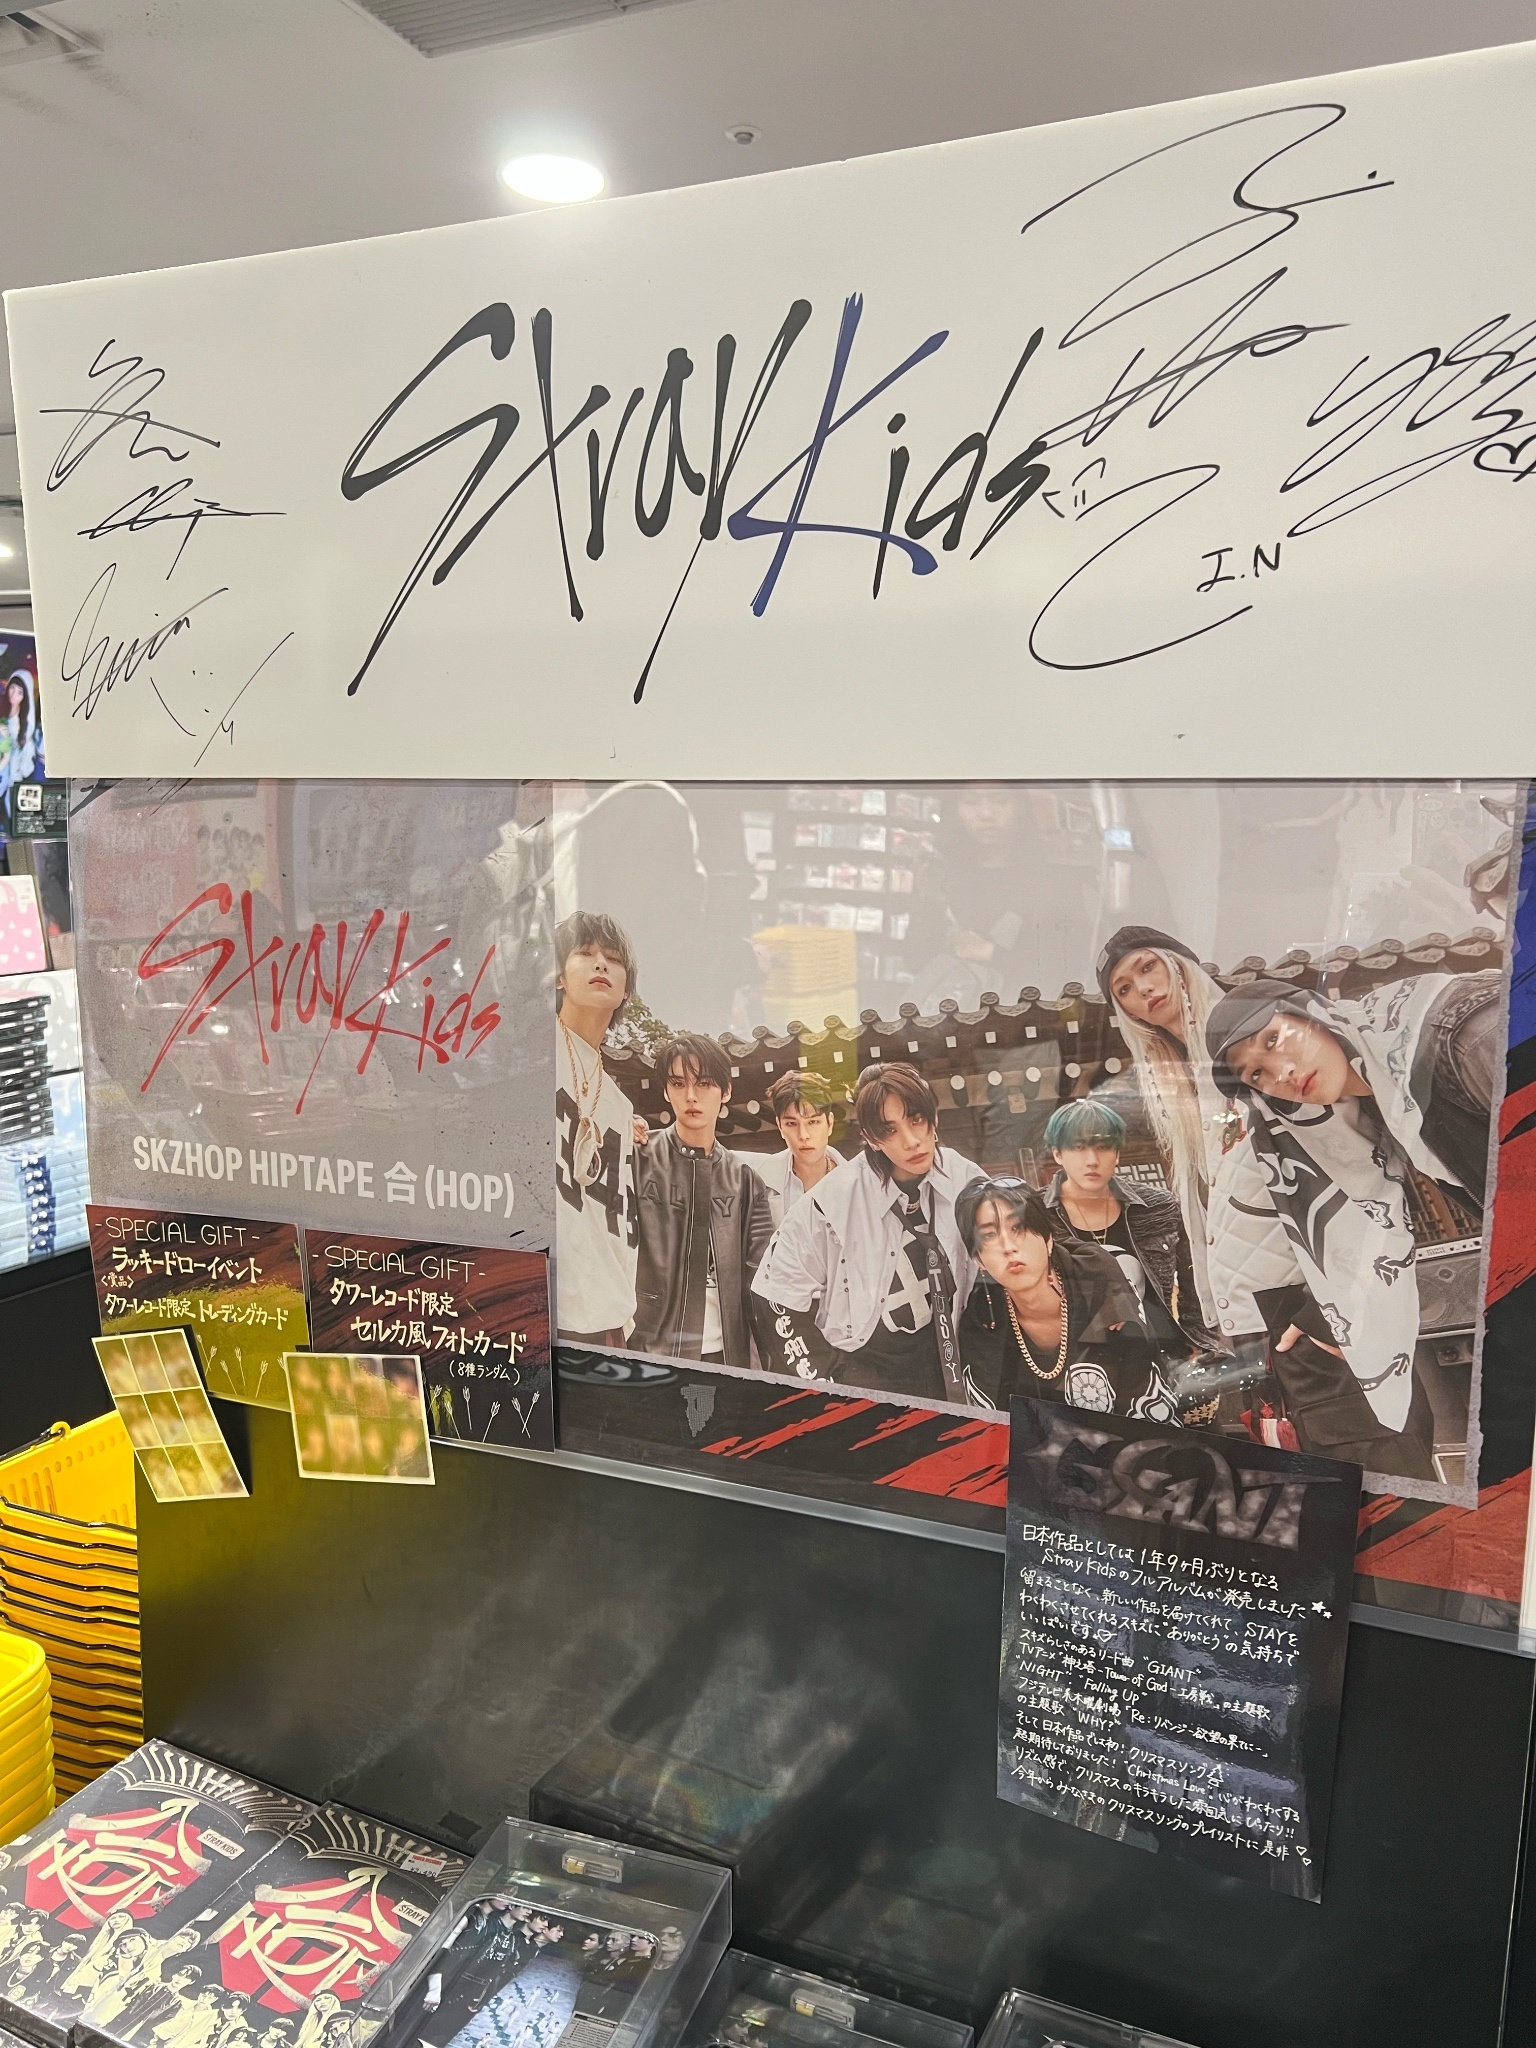 Stray Kids
I.N
Stray Kids
SKZHOP HIPTAPE 合 (HOP)
- SPECIAL GIFT -
ラッキードローイベント
<賞品>
タワーレコード限定 トレーディングカード
- SPECIAL GIFT -
タワーレコード限定
セルカ風フォトカード
(8種ランダム)
GIANT
日本作品としては1年9ヶ月ぶりとなる
Stray Kidsのフルアルバムが発売しました
留まることなく、新しい作品を届けてくれて、STAYを
わくわくさせてくれるスキズに"ありがとう"の気持ちで
いっぱいです。
スキズらしさのあるリード曲 "GIANT"
TVアニメ「神之塔 -Tower of God- 工房戦」の主題歌
"NIGHT" "Falling Up"
フジテレビ系木曜劇場「Re:リベンジ-欲望の果てに-」
の主題歌 "WHY?"
そして日本作品では初!クリスマスソング
超期待しておりました! "Christmas Love" 心がわくわくする
リズム感で、クリスマスのキラキラした雰囲気にぴったり!!
今年からみなさまのクリスマスソングのプレイリストに是非
STRAY KIDS
合
STRAY KIDS
合